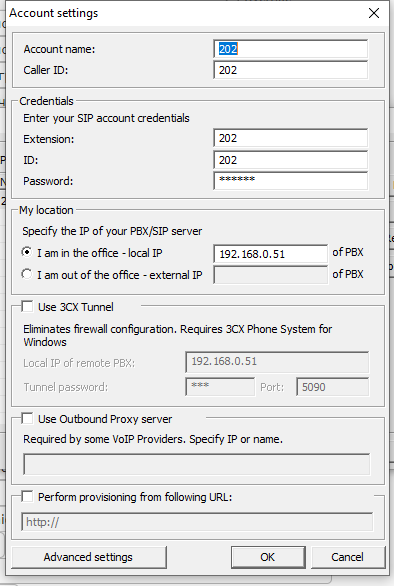 Account settings
Account name: 202
Caller ID: 202
Credentials
Enter your SIP account credentials
Extension: 202
ID: 202
Password: ******
My location
Specify the IP of your PBX/SIP server
I am in the office - local IP 192.168.0.51 of PBX
I am out of the office - external IP of PBX
Use 3CX Tunnel
Eliminates firewall configuration. Requires 3CX Phone System for
Windows
Local IP of remote PBX: 192.168.0.51
Tunnel password: *** Port: 5090
Use Outbound Proxy server
Required by some VoIP Providers. Specify IP or name.
Perform provisioning from following URL:
http://
Advanced settings OK Cancel